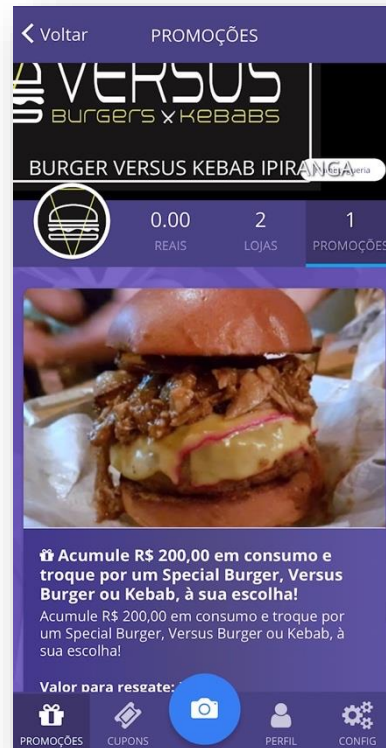 Voltar PROMOÇÕES
VERSUS
BURGERS x KEBABS
BURGER VERSUS KEBAB IPIRANGA
0.00 2 1
REAIS LOJAS PROMOÇÕES
Acumule R$ 200,00 em consumo e
troque por um Special Burger, Versus
Burger ou Kebab, à sua escolha!
Acumule R$ 200,00 em consumo e troque por
um Special Burger, Versus Burger ou Kebab, à
sua escolha!
Valor para resgate:
PROMOÇÕES CUPONS PERFIL CONFIG